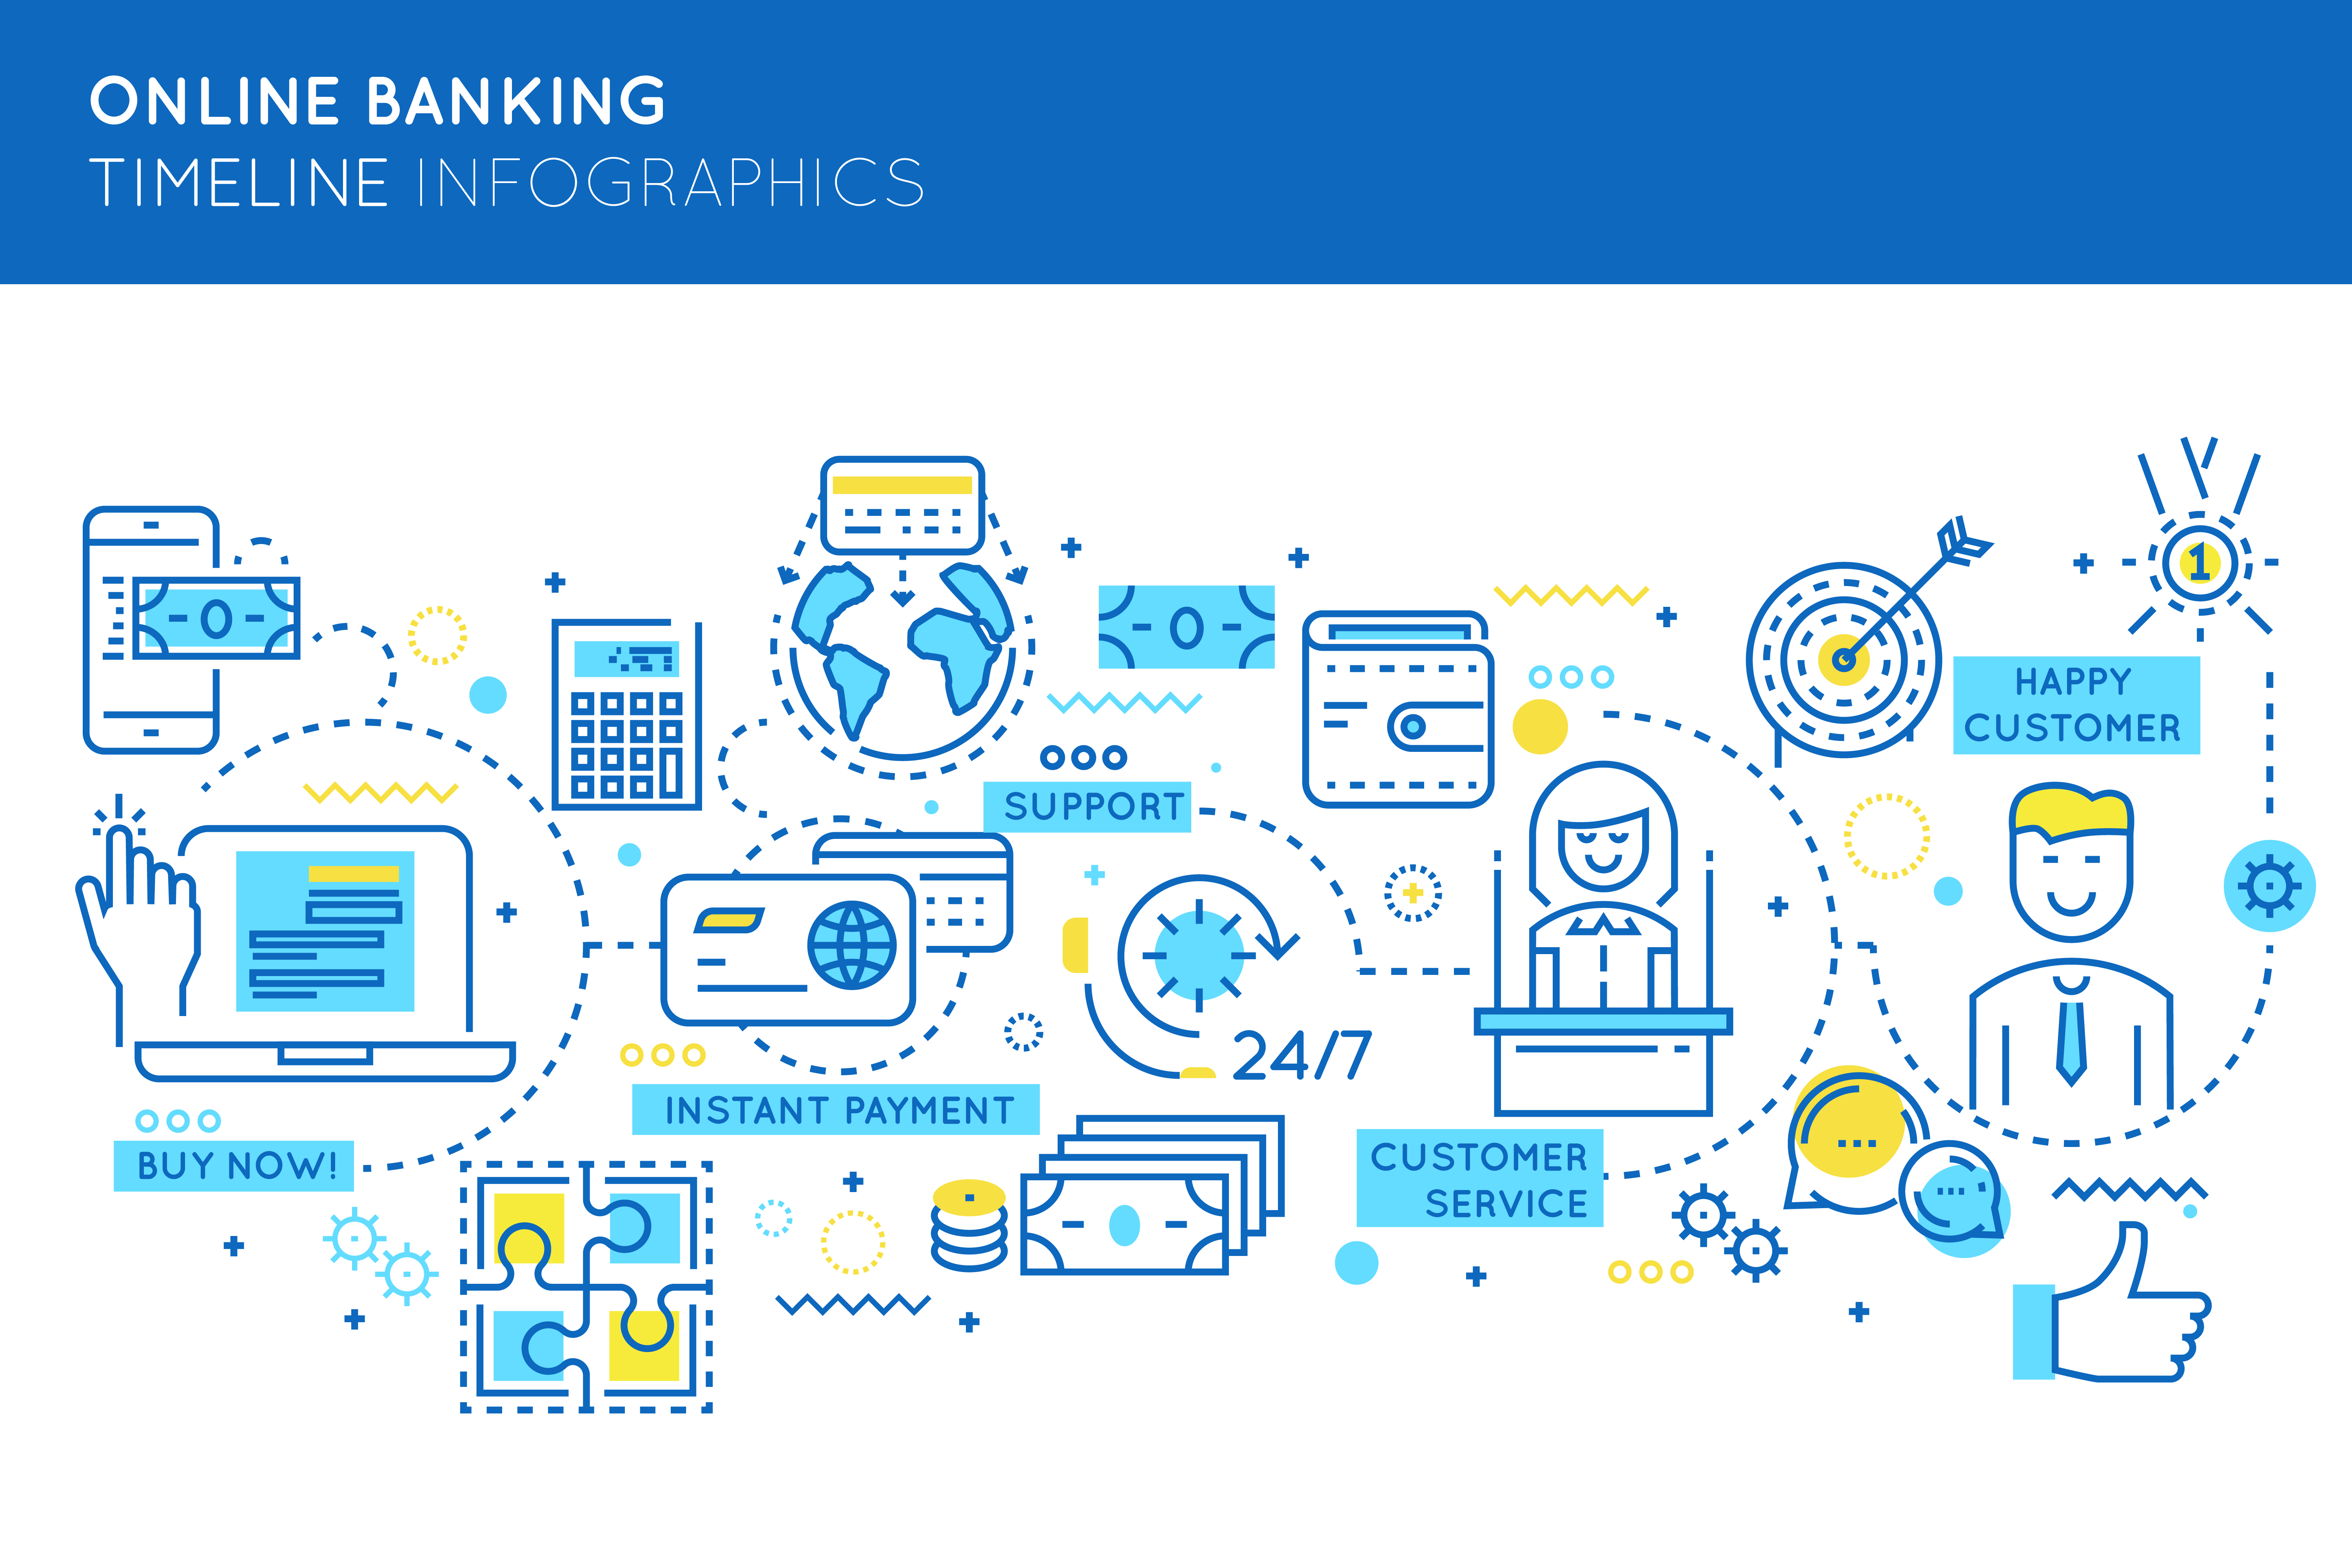 ONLINE BANKING
TIMELINE INFOGRAPHICS
1
HAPPY
CUSTOMER
SUPPORT
24/7
INSTANT PAYMENT
BUY NOW!
CUSTOMER
SERVICE